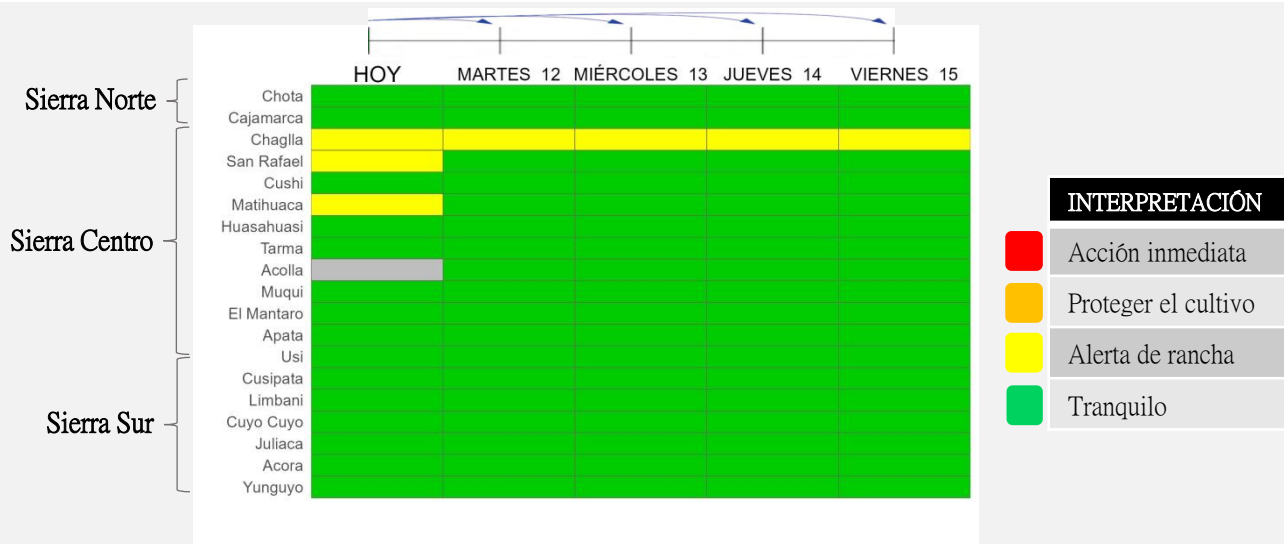 HOY MARTES 12 MIÉRCOLES 13 JUEVES 14 VIERNES 15
Sierra Norte
Chota
Cajamarca
Sierra Centro
Chaglla
San Rafael
Cushi
Matihuaca
Huasahuasi
Tarma
Acolla
Muqui
El Mantaro
Apata
Sierra Sur
Usi
Cusipata
Limbani
Cuyo Cuyo
Juliaca
Acora
Yunguyo
INTERPRETACIÓN
Acción inmediata
Proteger el cultivo
Alerta de rancha
Tranquilo